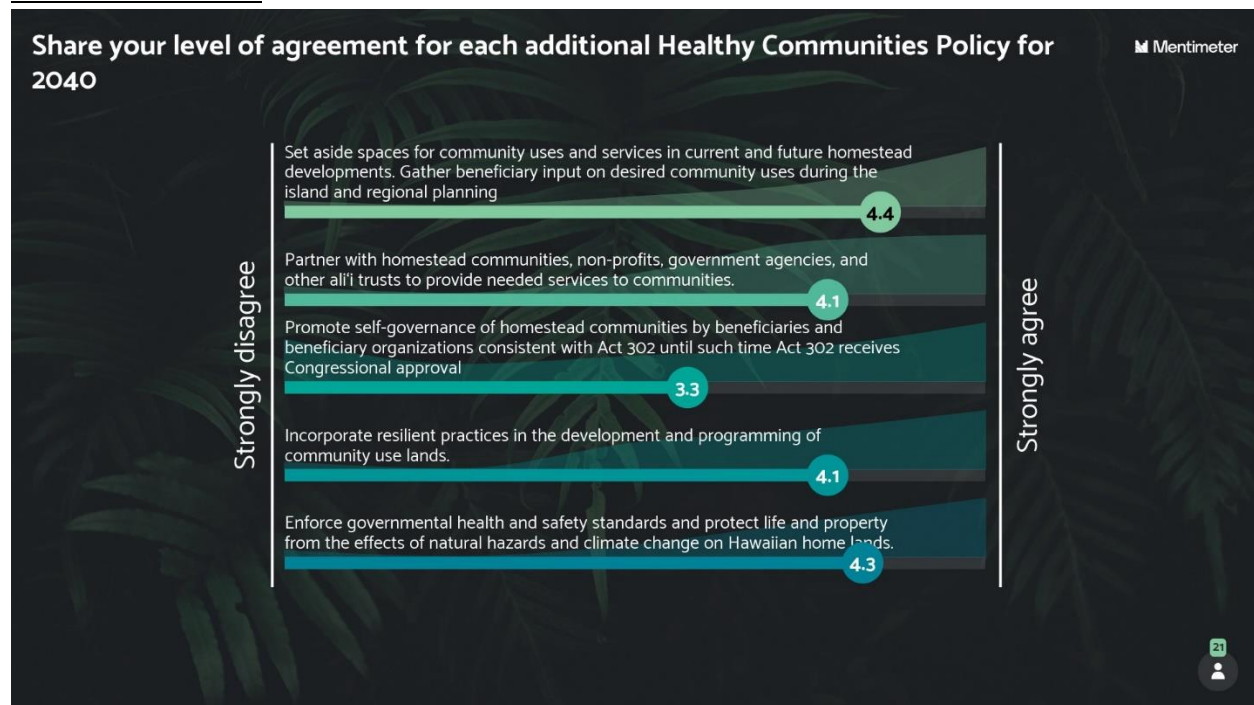 Share your level of agreement for each additional Healthy Communities Policy for
2040
Mentimeter
Strongly disagree
Set aside spaces for community uses and services in current and future homestead
developments. Gather beneficiary input on desired community uses during the
island and regional planning
4.4
Partner with homestead communities, non-profits, government agencies, and
other ali'i trusts to provide needed services to communities.
4.1
Promote self-governance of homestead communities by beneficiaries and
beneficiary organizations consistent with Act 302 until such time Act 302 receives
Congressional approval
3.3
Incorporate resilient practices in the development and programming of
community use lands.
4.1
Enforce governmental health and safety standards and protect life and property
from the effects of natural hazards and climate change on Hawaiian home lands.
4.3
Strongly agree
21